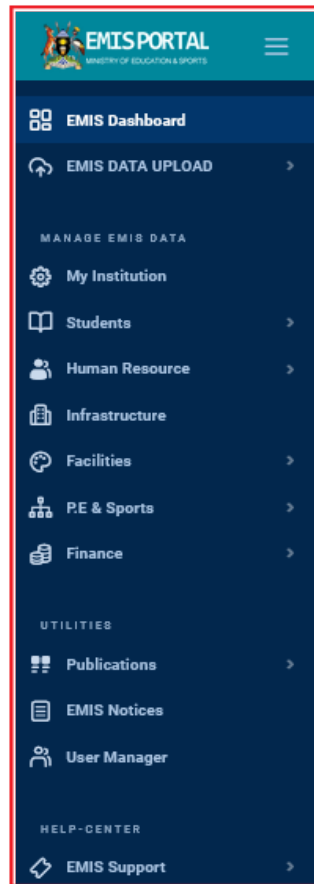 EMIS PORTAL
MINISTRY OF EDUCATION & SPORTS
EMIS Dashboard
EMIS DATA UPLOAD
MANAGE EMIS DATA
My Institution
Students
Human Resource
Infrastructure
Facilities
P.E & Sports
Finance
UTILITIES
Publications
EMIS Notices
User Manager
HELP-CENTER
EMIS Support